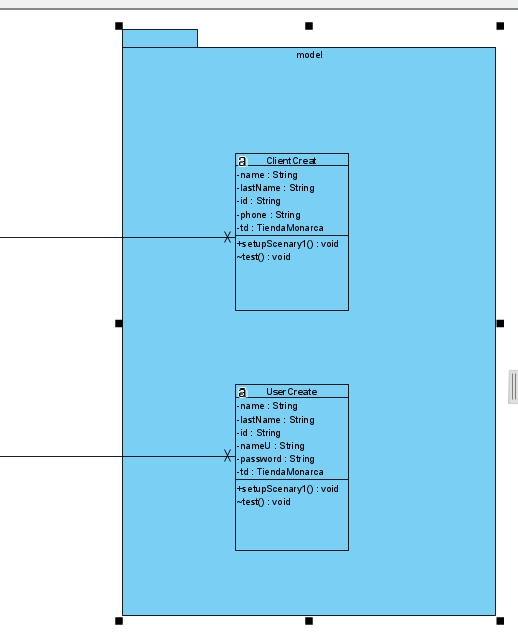 model
a ClientCreat
-name : String
-lastName : String
-id : String
-phone : String
-td : TiendaMonarca
+setupScenary1() : void
~test() : void
a UserCreate
-name : String
-lastName : String
-id : String
-nameU : String
-password : String
-td : TiendaMonarca
+setupScenary1() : void
~test() : void